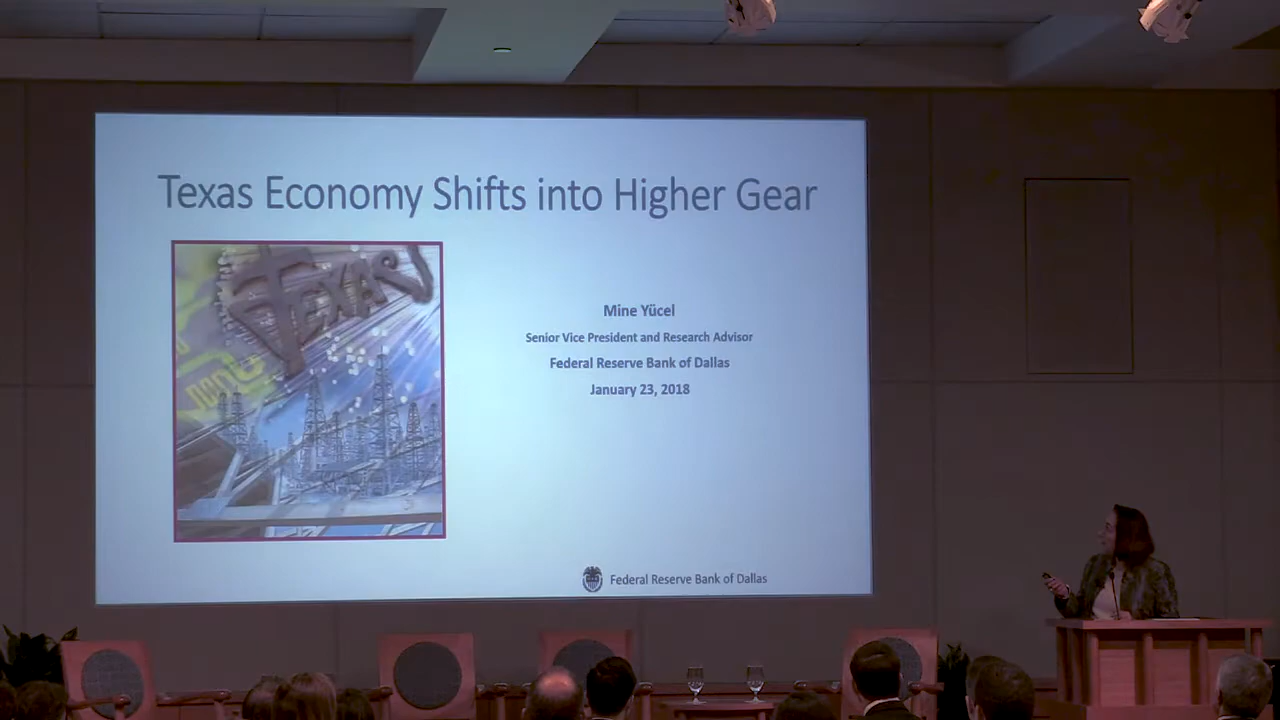 Texas Economy Shifts into Higher Gear
TEXAS
Mine Yücel
Senior Vice President and Research Advisor
Federal Reserve Bank of Dallas
January 23, 2018
Federal Reserve Bank of Dallas